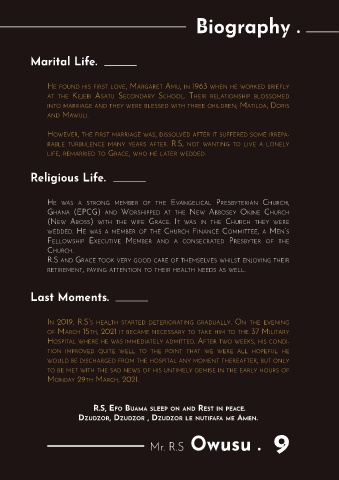 Biography .
Marital Life.
He found his first love, Margaret Amu, in 1963 when he worked briefly
at the Kejebi Asatu Secondary School. Their relationship blossomed
into marriage and they were blessed with three children; Matilda, Doris
and Mawuli.
However, the first marriage was, dissolved after it suffered some irrepa-
rable turbulence many years after. R.S, not wanting to live a lonely
life, remarried to Grace, who he later wedded.
Religious Life.
He was a strong member of the Evangelical Presbyterian Church,
Ghana (EPCG) and Worshipped at the New Abbosey Okine Church
(New Aboss) with the wife Grace. It was in the Church they were
wedded. He was a member of the Church Finance Committee, a Men's
Fellowship Executive Member and a consecrated Presbyter of the
Church.
R.S and Grace took very good care of themselves whilst enjoying their
retirement, paying attention to their health needs as well.
Last Moments.
In 2019, R.S's health started deteriorating gradually. On the evening
of March 15th, 2021 it became necessary to take him to the 37 Military
Hospital where he was immediately admitted. After two weeks, his condi-
tion improved quite well to the point that we were all hopeful he
would be discharged from the hospital any moment thereafter, but only
to be met with the sad news of his untimely demise in the early hours of
Monday 29th March, 2021.
R.S, Efo Buama sleep on and Rest in peace.
Dzudzor, Dzudzor , Dzudzor le nutifafa me Amen.
Mr. R.S Owusu . 9